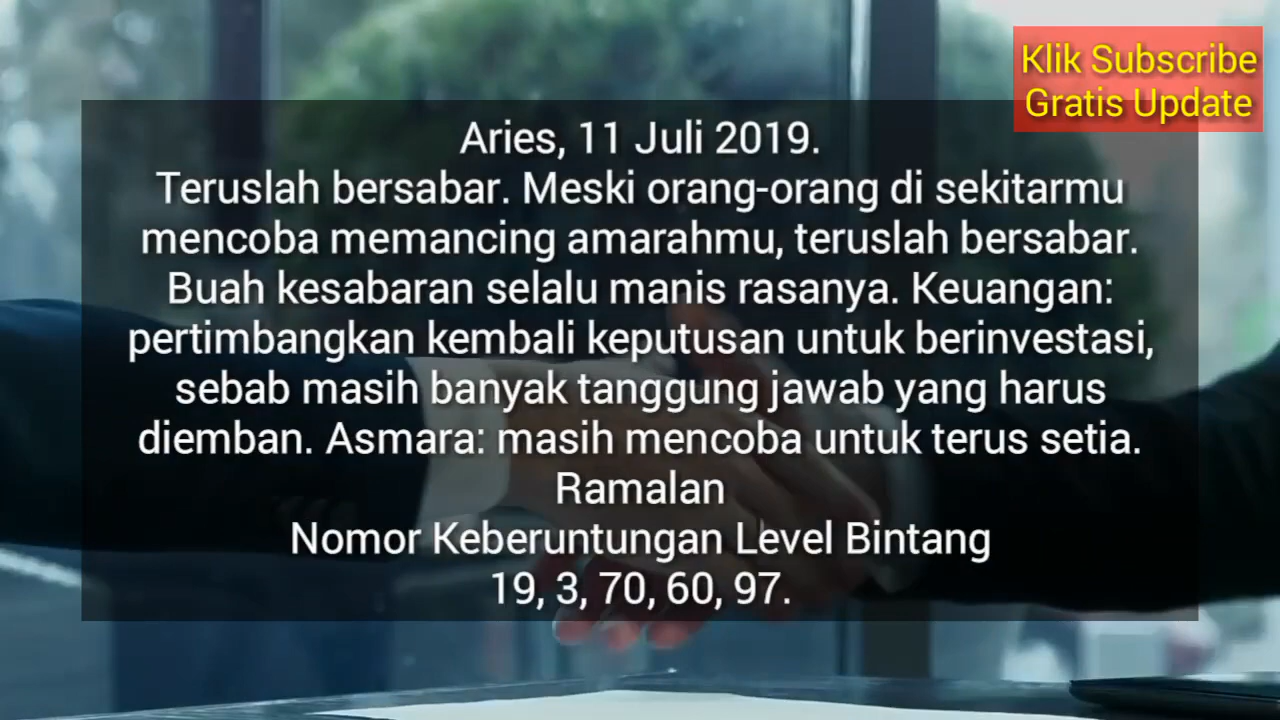 Klik Subscribe
Gratis Update
Aries, 11 Juli 2019.
Teruslah bersabar. Meski orang-orang di sekitarmu
mencoba memancing amarahmu, teruslah bersabar.
Buah kesabaran selalu manis rasanya. Keuangan:
pertimbangkan kembali keputusan untuk berinvestasi,
sebab masih banyak tanggung jawab yang harus
diemban. Asmara: masih mencoba untuk terus setia.
Ramalan
Nomor Keberuntungan Level Bintang
19, 3, 70, 60, 97.